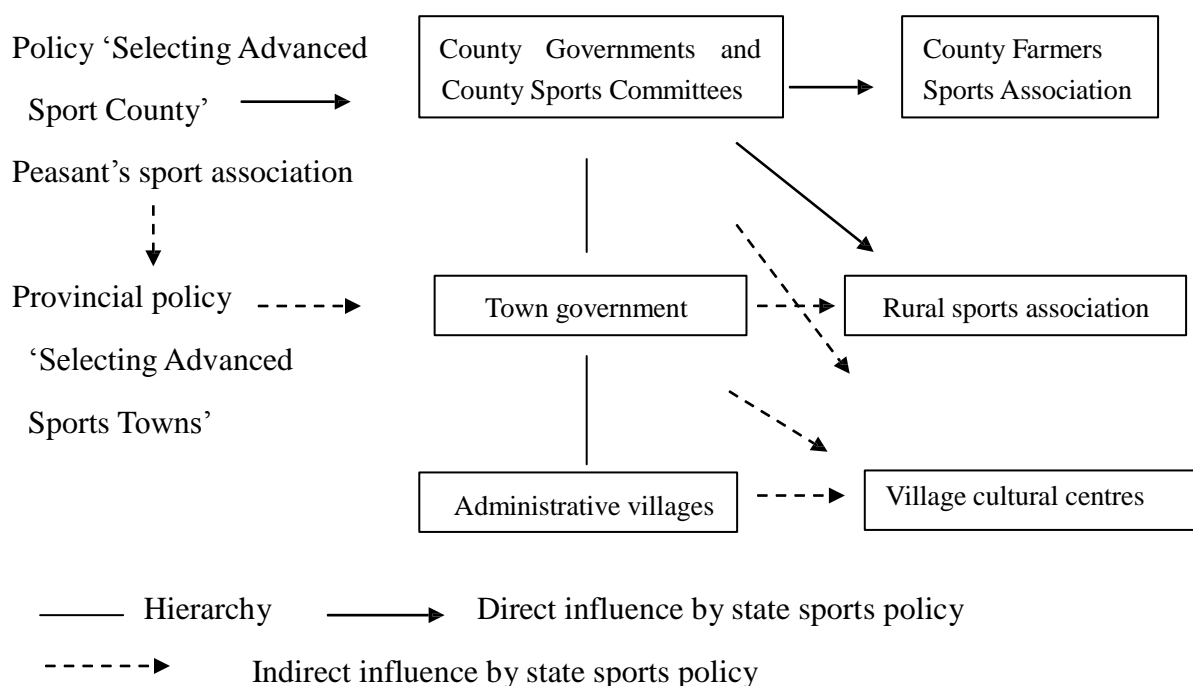 Policy ‘Selecting Advanced
Sport County’
Peasant’s sport association
Provincial policy
‘Selecting Advanced
Sports Towns’
County Governments and
County Sports Committees
County Farmers
Sports Association
Town government
Rural sports association
Administrative villages
Village cultural centres
Hierarchy
Direct influence by state sports policy
Indirect influence by state sports policy